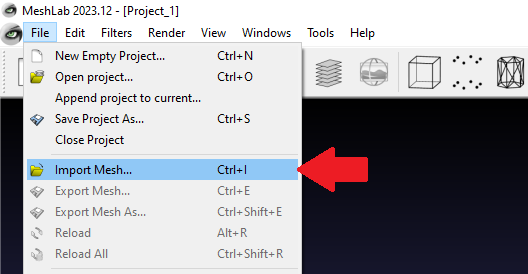 MeshLab 2023.12 - [Project_1]
File Edit Filters Render View Windows Tools Help
New Empty Project... Ctrl+N
Open project... Ctrl+O
Append project to current...
Save Project As... Ctrl+S
Close Project
Import Mesh... Ctrl+I
Export Mesh... Ctrl+E
Export Mesh As... Ctrl+Shift+E
Reload Alt+R
Reload All Ctrl+Shift+R